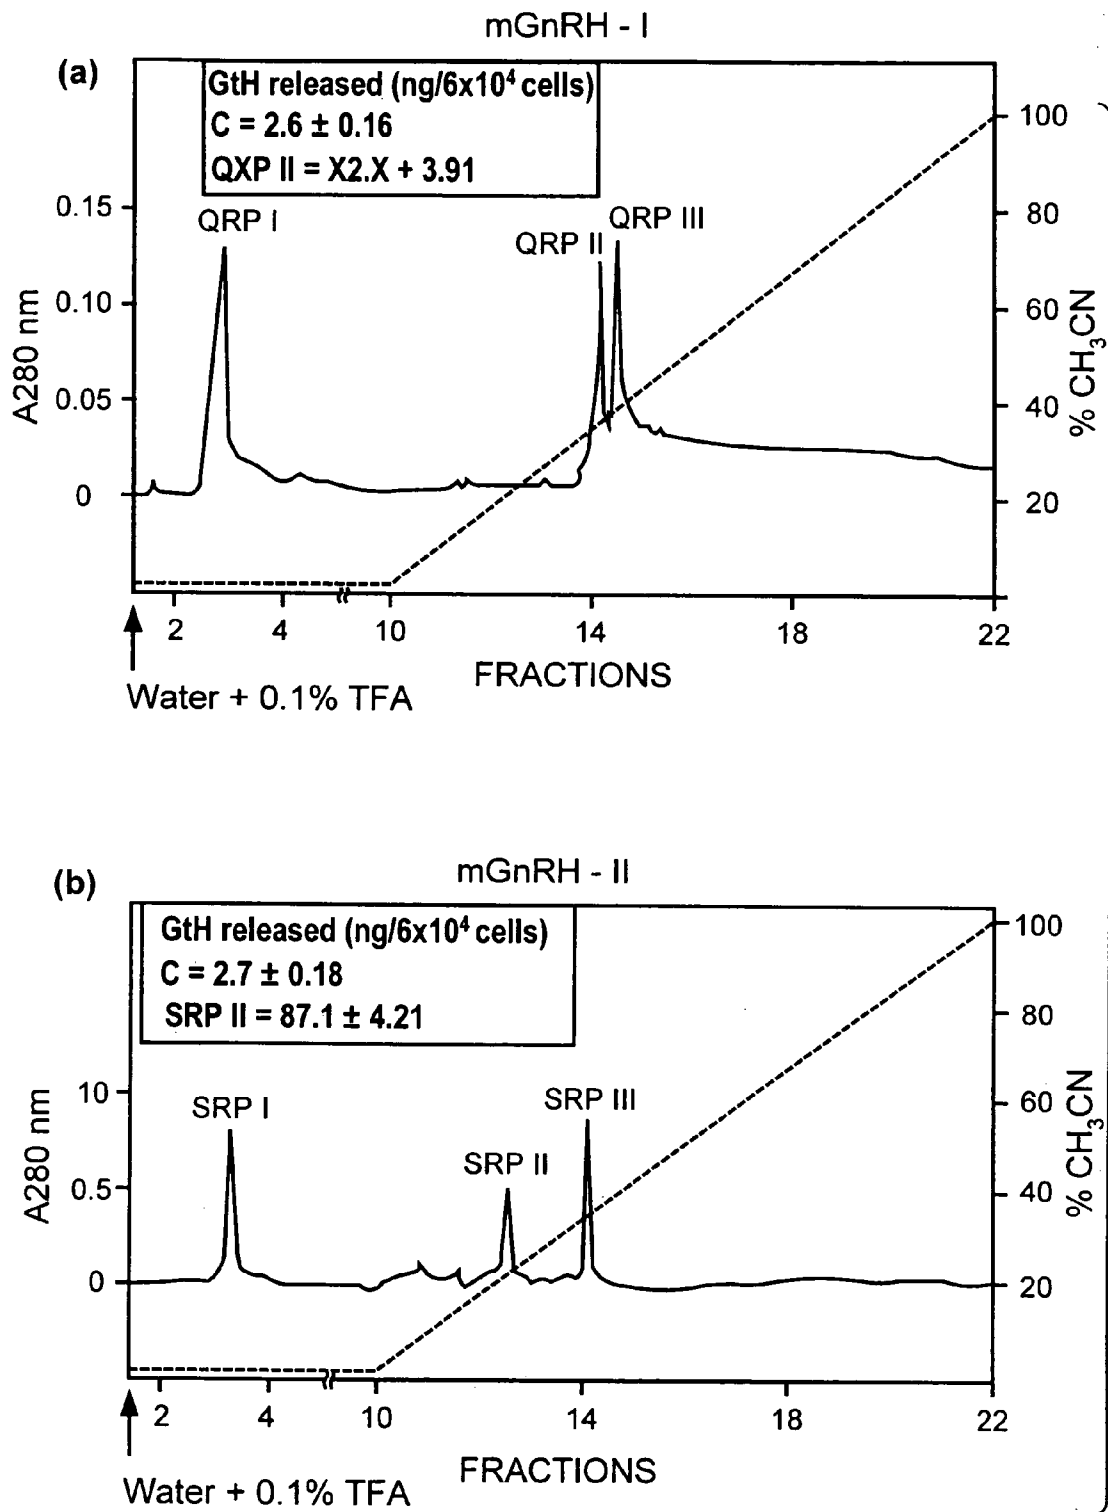 mGnRH - I
(a)
GtH released (ng/6x10⁴ cells)
C = 2.6 ± 0.16
QXP II = X2.X + 3.91
QRP I
QRP II
QRP III
0.15
0.10
0.05
0
A280 nm
100
80
60
40
20
% CH₃CN
2 4 10 14 18 22
FRACTIONS
Water + 0.1% TFA
mGnRH - II
(b)
GtH released (ng/6x10⁴ cells)
C = 2.7 ± 0.18
SRP II = 87.1 ± 4.21
SRP I
SRP II
SRP III
10
0.5
0
A280 nm
100
80
60
40
20
% CH₃CN
2 4 10 14 18 22
FRACTIONS
Water + 0.1% TFA